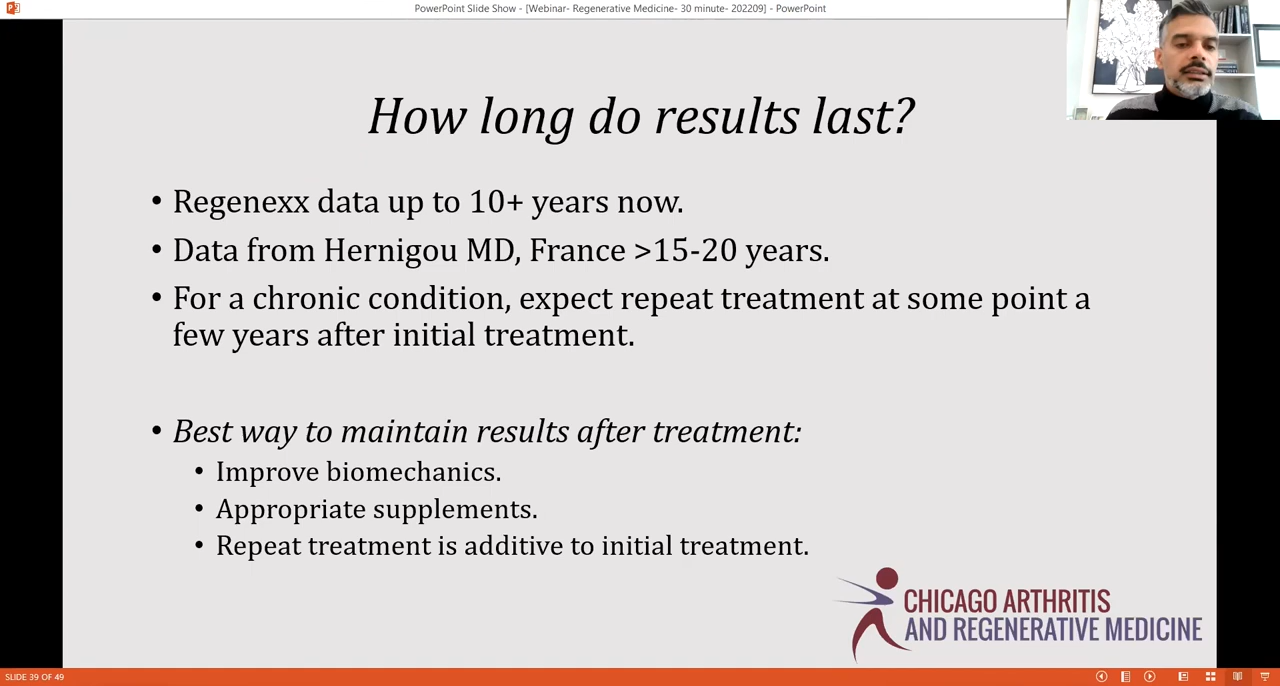 PowerPoint Slide Show - [Webinar- Regenerative Medicine- 30 minute- 202209] - PowerPoint
How long do results last?
• Regenexx data up to 10+ years now.
• Data from Hernigou MD, France >15-20 years.
• For a chronic condition, expect repeat treatment at some point a
few years after initial treatment.
• Best way to maintain results after treatment:
• Improve biomechanics.
• Appropriate supplements.
• Repeat treatment is additive to initial treatment.
CHICAGO ARTHRITIS
AND REGENERATIVE MEDICINE
SLIDE 39 OF 49